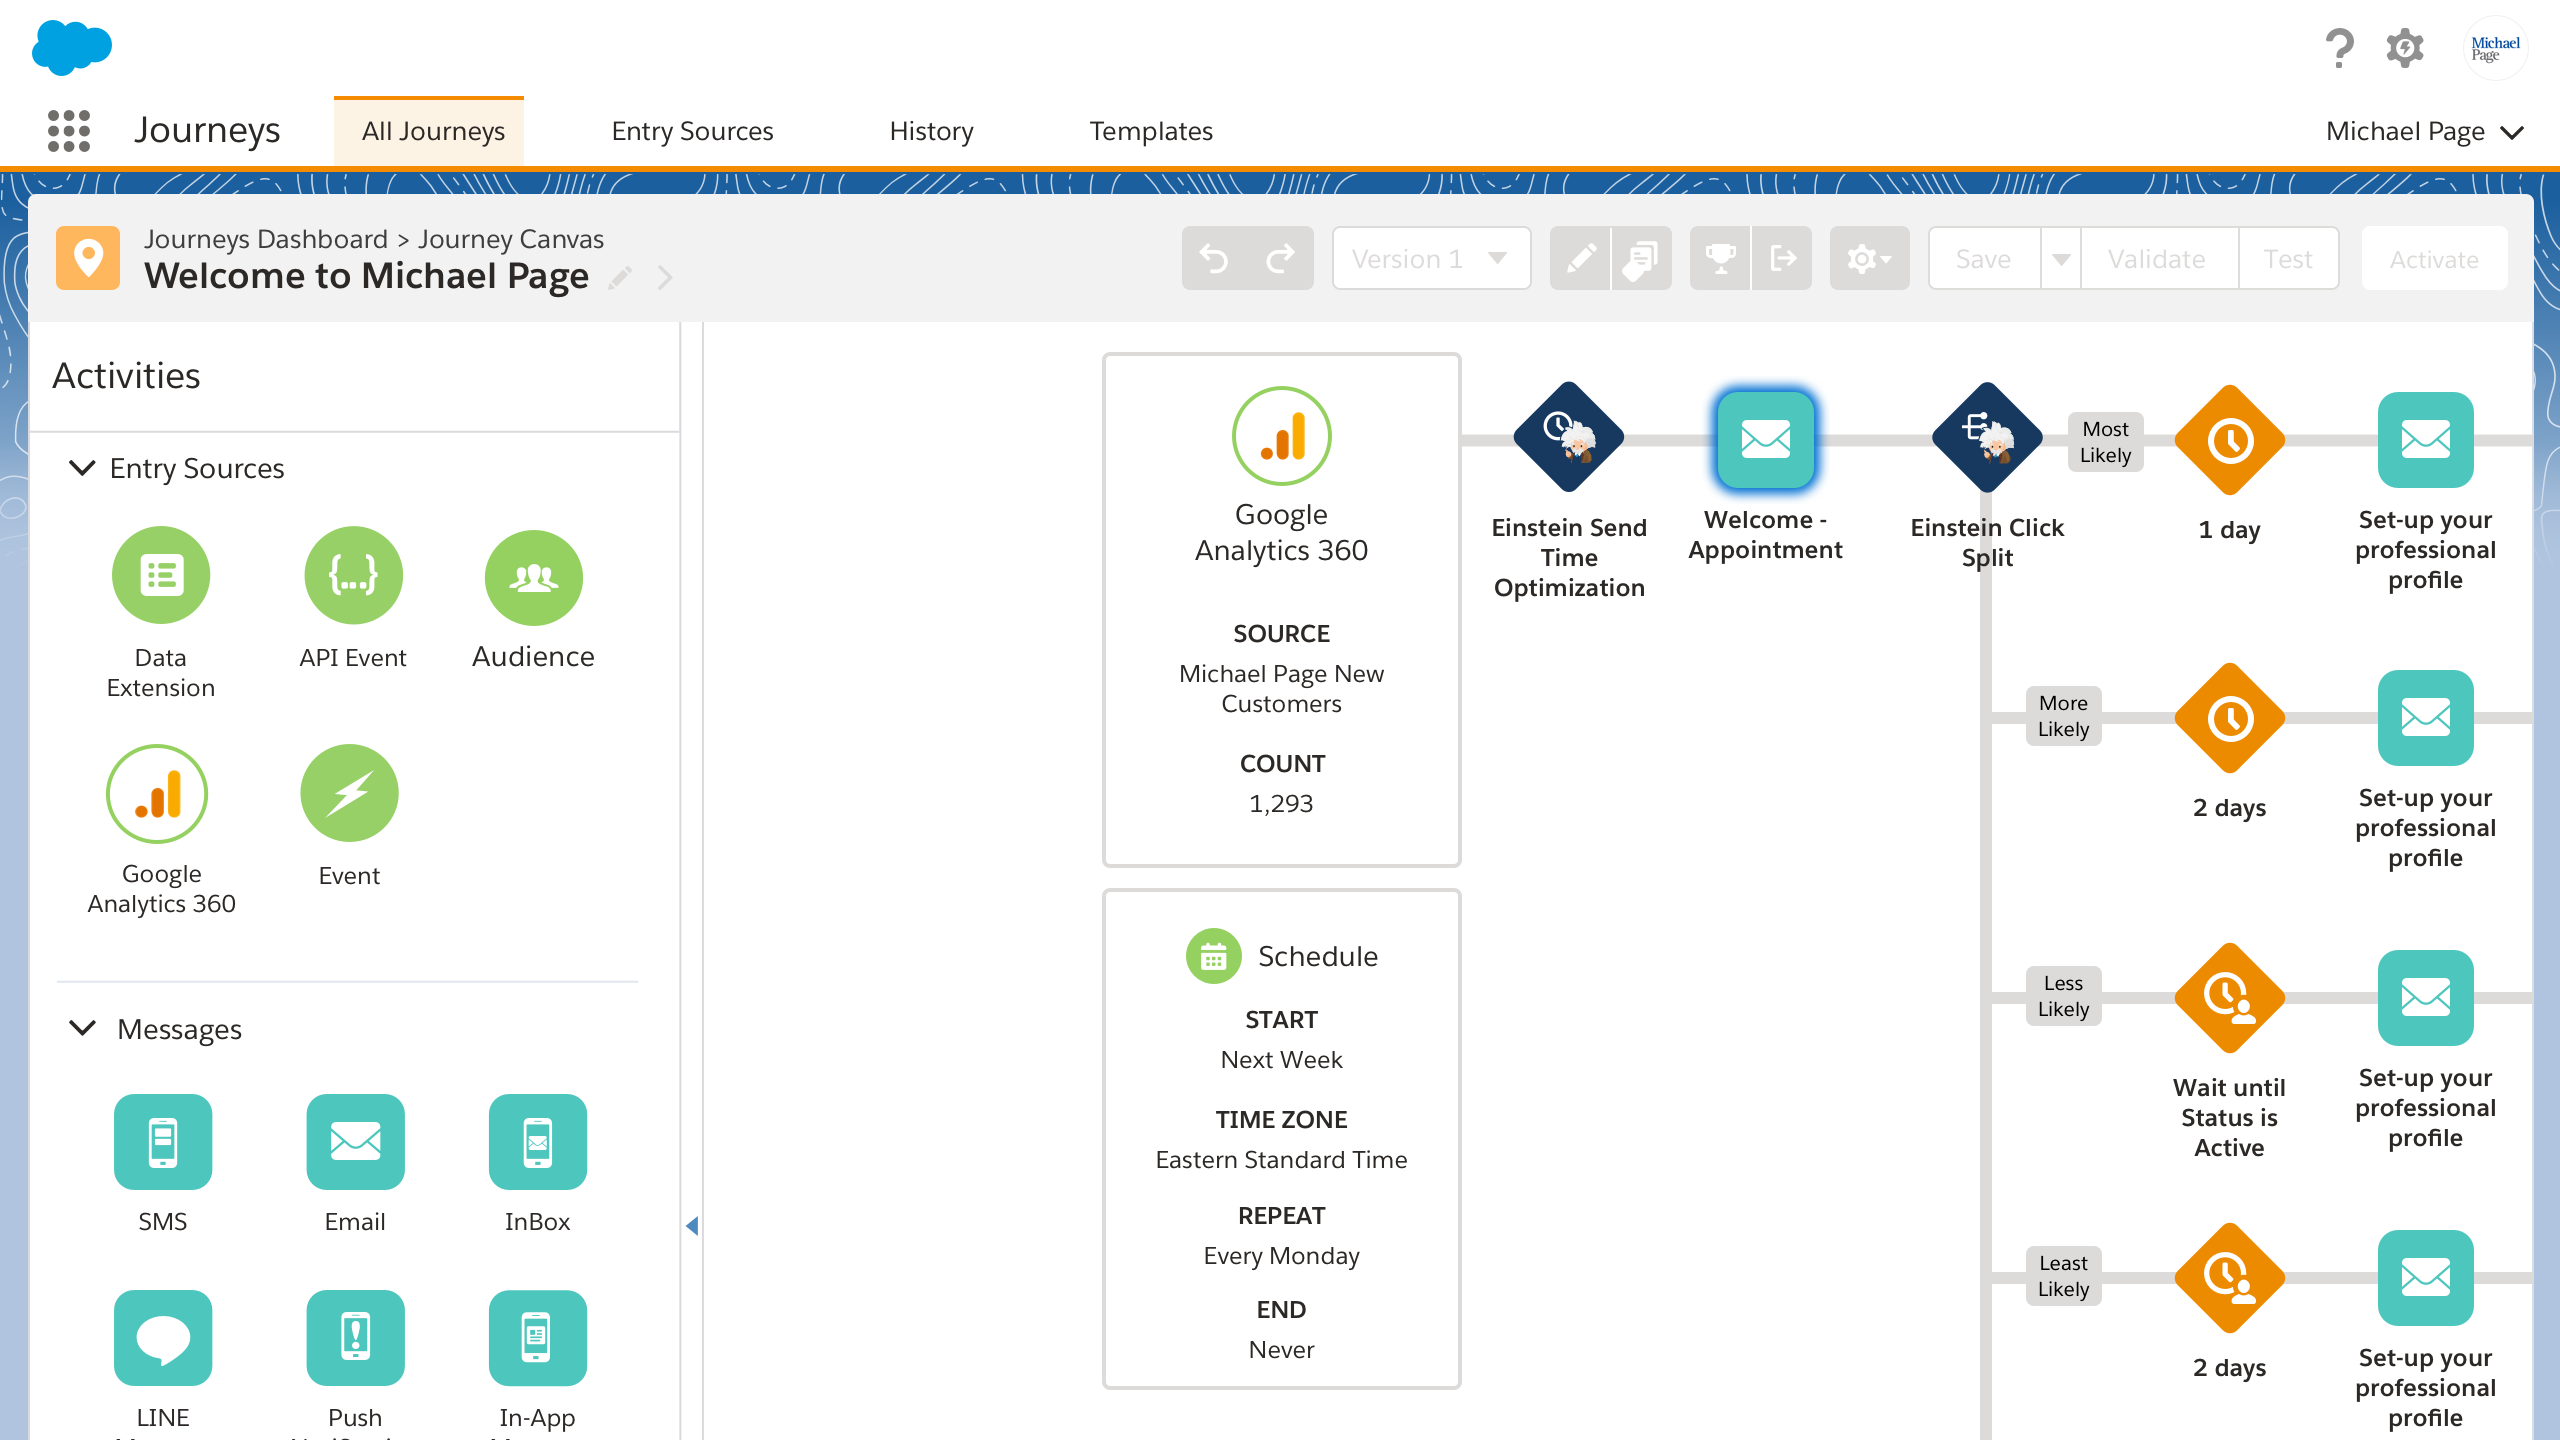 Michael
Page
Journeys
All Journeys
Entry Sources
History
Templates
Michael Page
Journeys Dashboard > Journey Canvas
Welcome to Michael Page
Version 1
Save
Validate
Test
Activate
Activities
Entry Sources
Data
Extension
API Event
Audience
Google
Analytics 360
Event
Messages
SMS
Email
InBox
LINE
Push
In-App
Google
Analytics 360
SOURCE
Michael Page New
Customers
COUNT
1,293
Schedule
START
Next Week
TIME ZONE
Eastern Standard Time
REPEAT
Every Monday
END
Never
Einstein Send
Time
Optimization
Welcome -
Appointment
Einstein Click
Split
Most
Likely
1 day
Set-up your
professional
profile
More
Likely
2 days
Set-up your
professional
profile
Less
Likely
Wait until
Status is
Active
Set-up your
professional
profile
Least
Likely
2 days
Set-up your
professional
profile